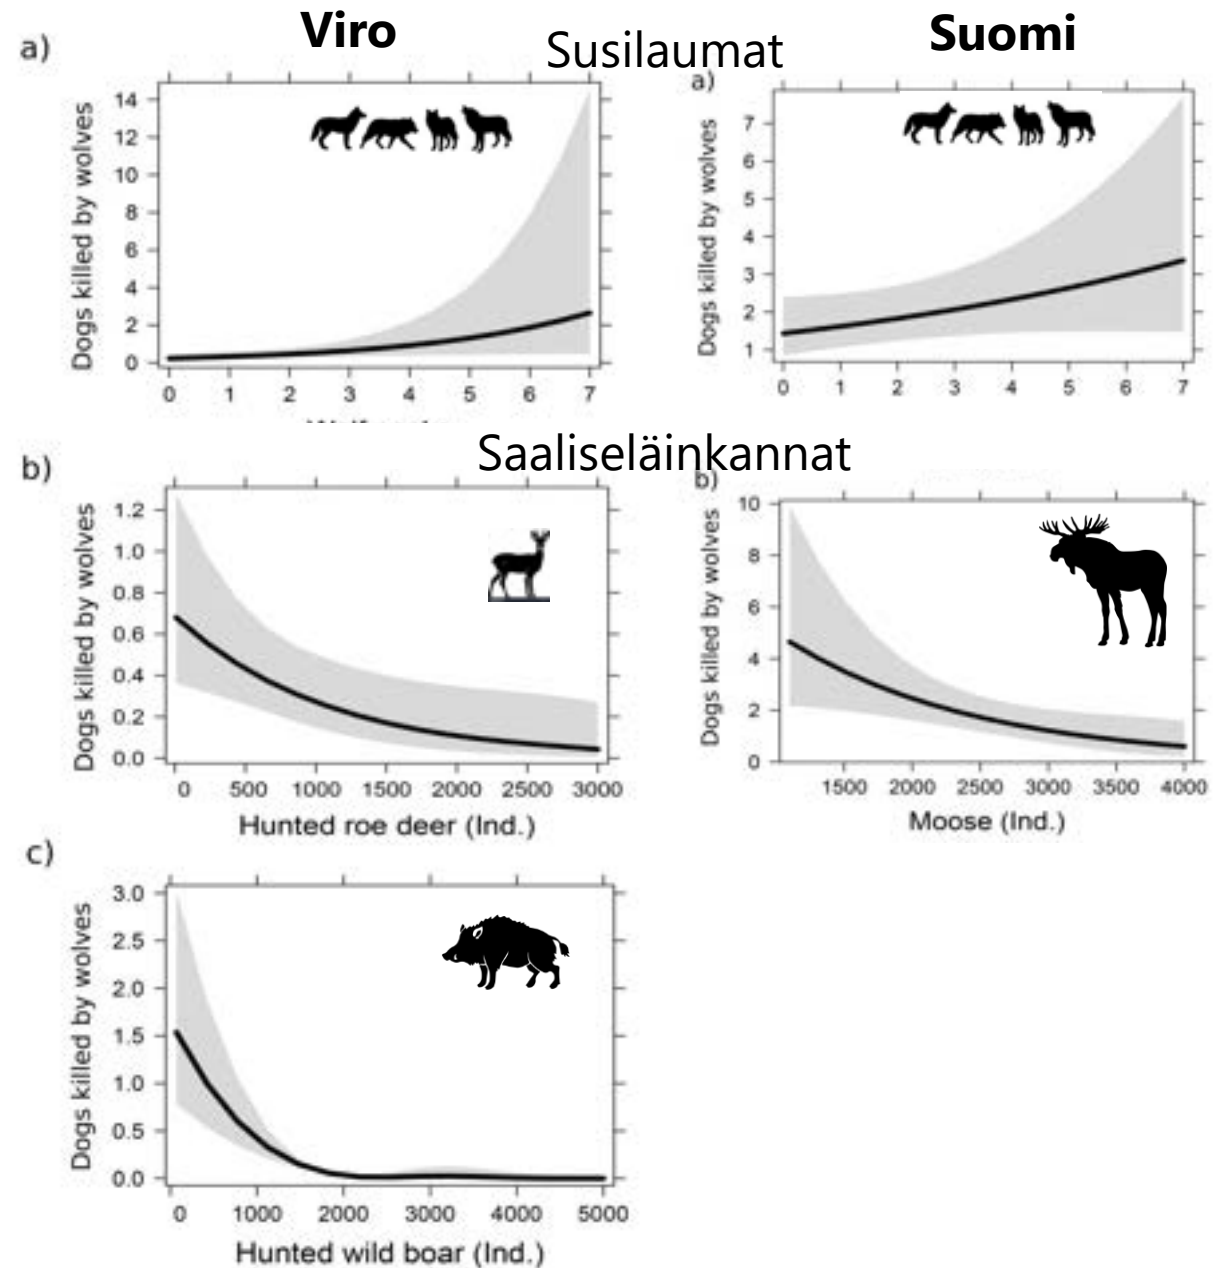 Viro
Suomi
Susilaumat
a)
Dogs killed by wolves
14
12
10
8
6
4
2
0
0 1 2 3 4 5 6 7
a)
Dogs killed by wolves
7
6
5
4
3
2
1
0 1 2 3 4 5 6 7
Saaliseläinkannat
b)
Dogs killed by wolves
1.2
1.0
0.8
0.6
0.4
0.2
0.0
0 500 1000 1500 2000 2500 3000
Hunted roe deer (Ind.)
b)
Dogs killed by wolves
10
8
6
4
2
0
1500 2000 2500 3000 3500 4000
Moose (Ind.)
c)
Dogs killed by wolves
3.0
2.5
2.0
1.5
1.0
0.5
0.0
0 1000 2000 3000 4000 5000
Hunted wild boar (Ind.)